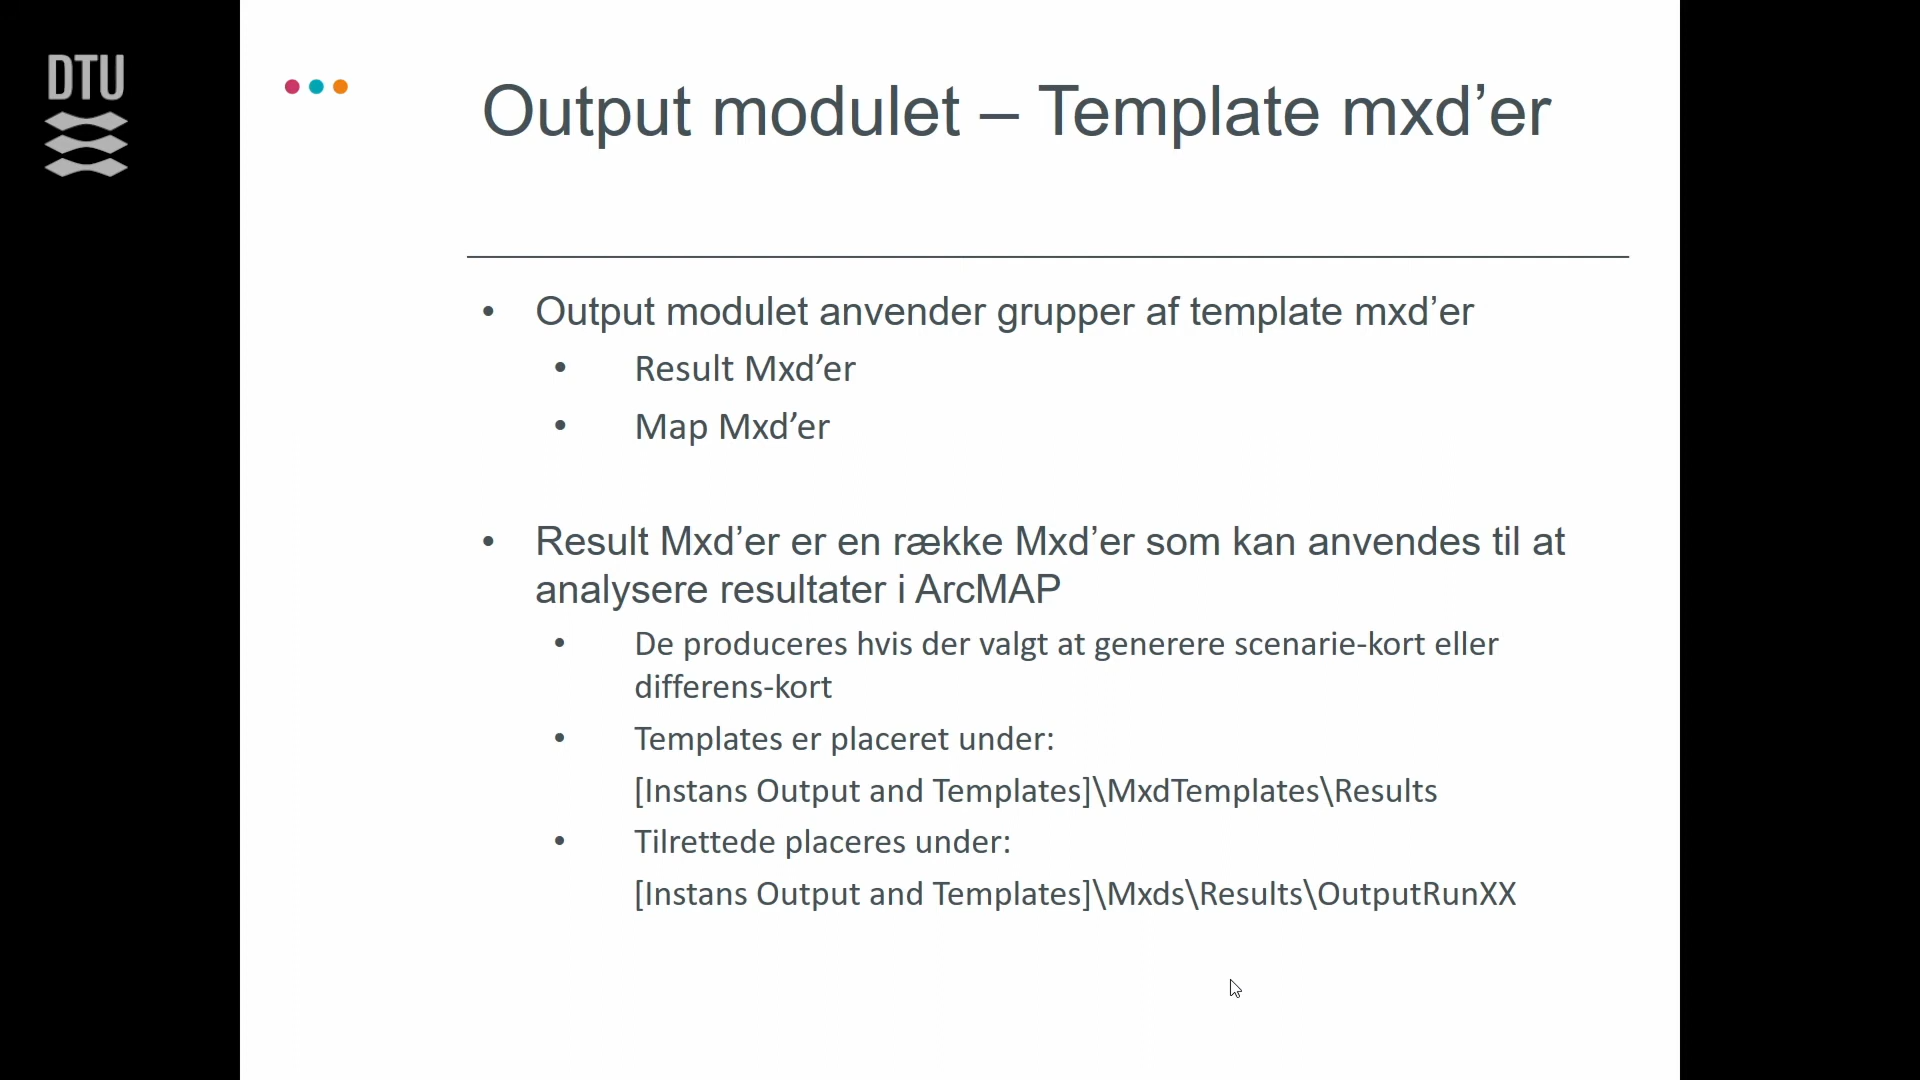 DTU
Output modulet – Template mxd’er
• Output modulet anvender grupper af template mxd’er
• Result Mxd’er
• Map Mxd’er
• Result Mxd’er er en række Mxd’er som kan anvendes til at
analysere resultater i ArcMAP
• De produceres hvis der valgt at generere scenarie-kort eller
differens-kort
• Templates er placeret under:
[Instans Output and Templates]\MxdTemplates\Results
• Tilrettede placeres under:
[Instans Output and Templates]\Mxds\Results\OutputRunXX